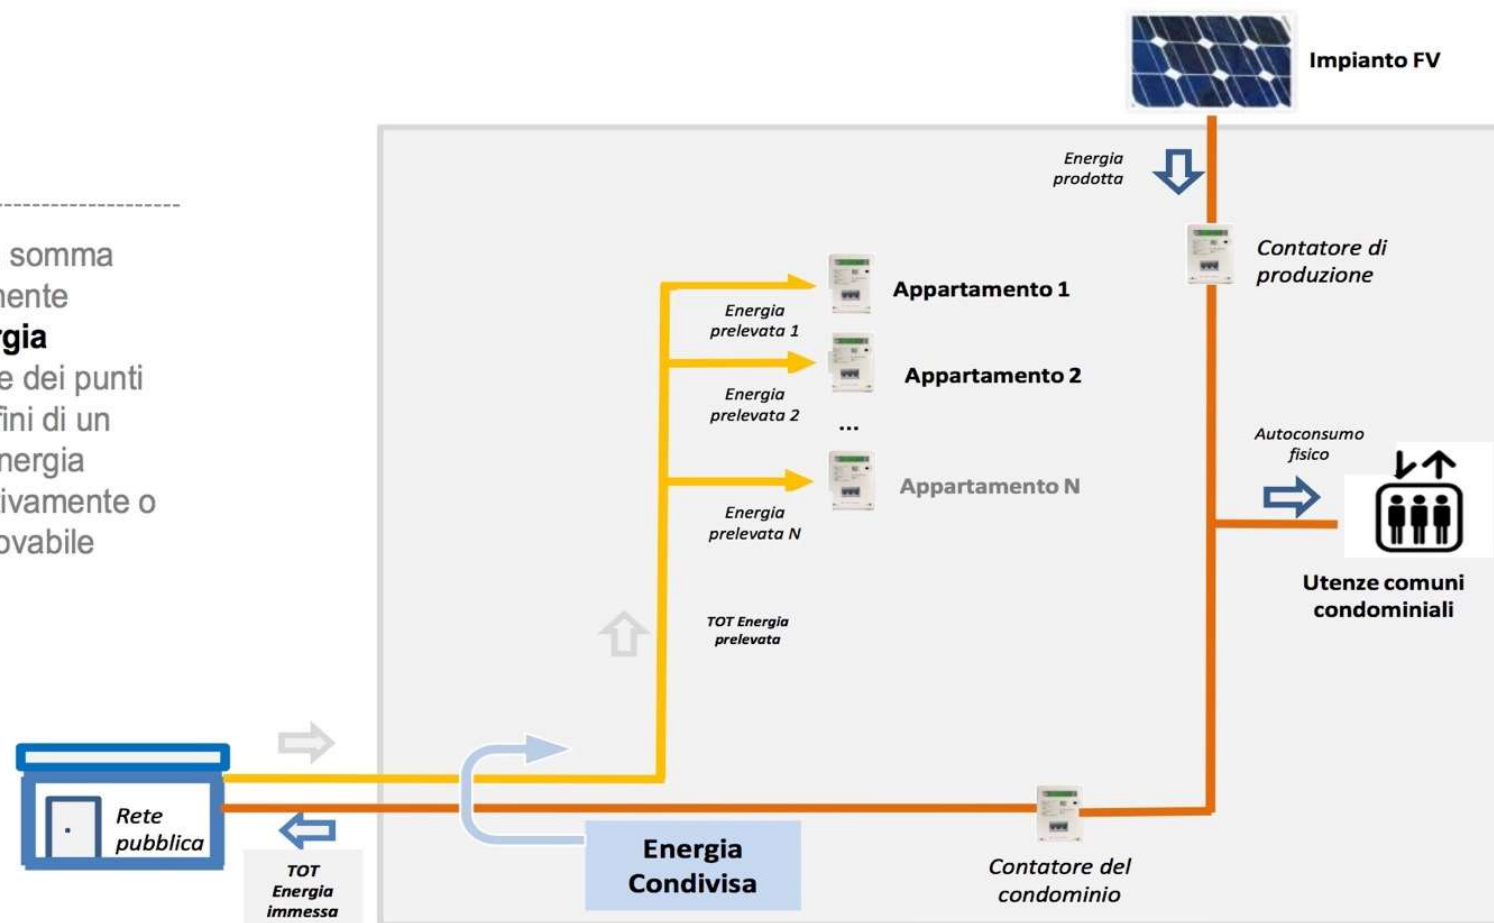 somma
mente
rgia
e dei punti
fini di un
nergia
tivamente o
ovabile
Impianto FV
Energia
prodotta
Contatore di
produzione
Appartamento 1
Energia
prelevata 1
Appartamento 2
Energia
prelevata 2
...
Appartamento N
Energia
prelevata N
Autoconsumo
fisico
Utenze comuni
condominiali
TOT Energia
prelevata
Rete
pubblica
TOT
Energia
immessa
Energia
Condivisa
Contatore del
condominio